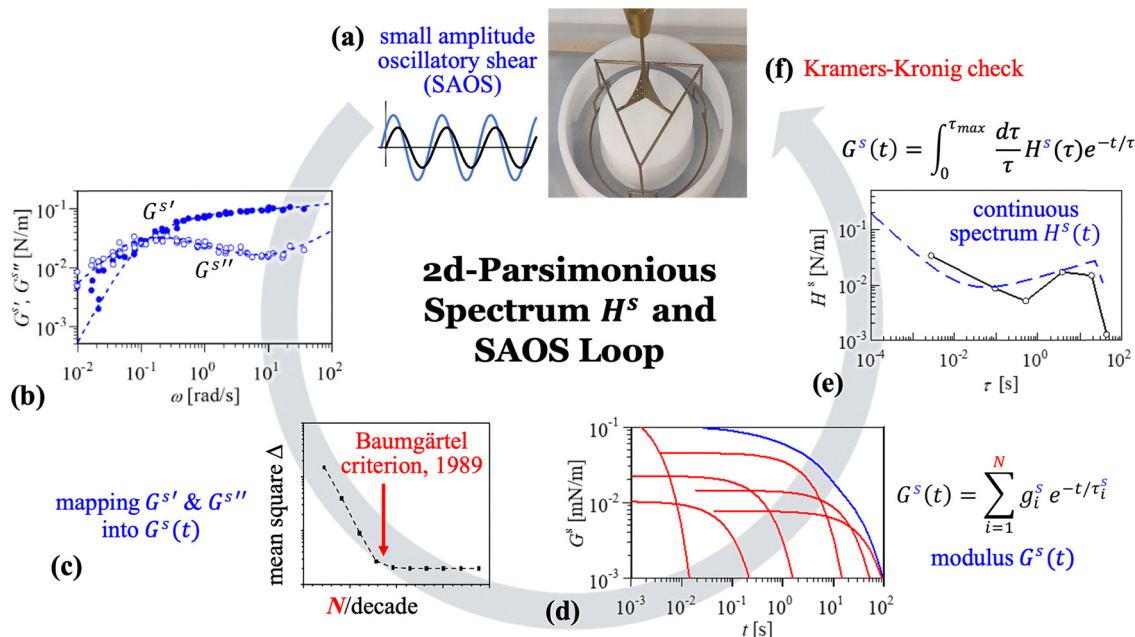 (a)
small amplitude
oscillatory shear
(SAOS)
(f) Kramers-Kronig check
G^s(t) = ∫_0^{τ_max} dτ/τ H^s(τ)e^{-t/τ}
G^s′, G^s″ [N/m]
10^-1
10^-2
10^-3
G^s′
G^s″
10^-2 10^-1 10^0 10^1 10^2
ω [rad/s]
(b)
2d-Parsimonious
Spectrum H^s and
SAOS Loop
H^s [N/m]
10^0
10^-1
10^-2
10^-3
continuous
spectrum H^s(t)
10^-4 10^-2 10^0 10^2
τ [s]
(e)
mapping G^s′ & G^s″
into G^s(t)
(c)
mean square Δ
Baumgärtel
criterion, 1989
N/decade
(d)
G^s [mN/m]
10^-1
10^-2
10^-3
10^-3 10^-2 10^-1 10^0 10^1 10^2
t [s]
G^s(t) = ∑_{i=1}^{N} g_i^s e^{-t/τ_i^s}
modulus G^s(t)